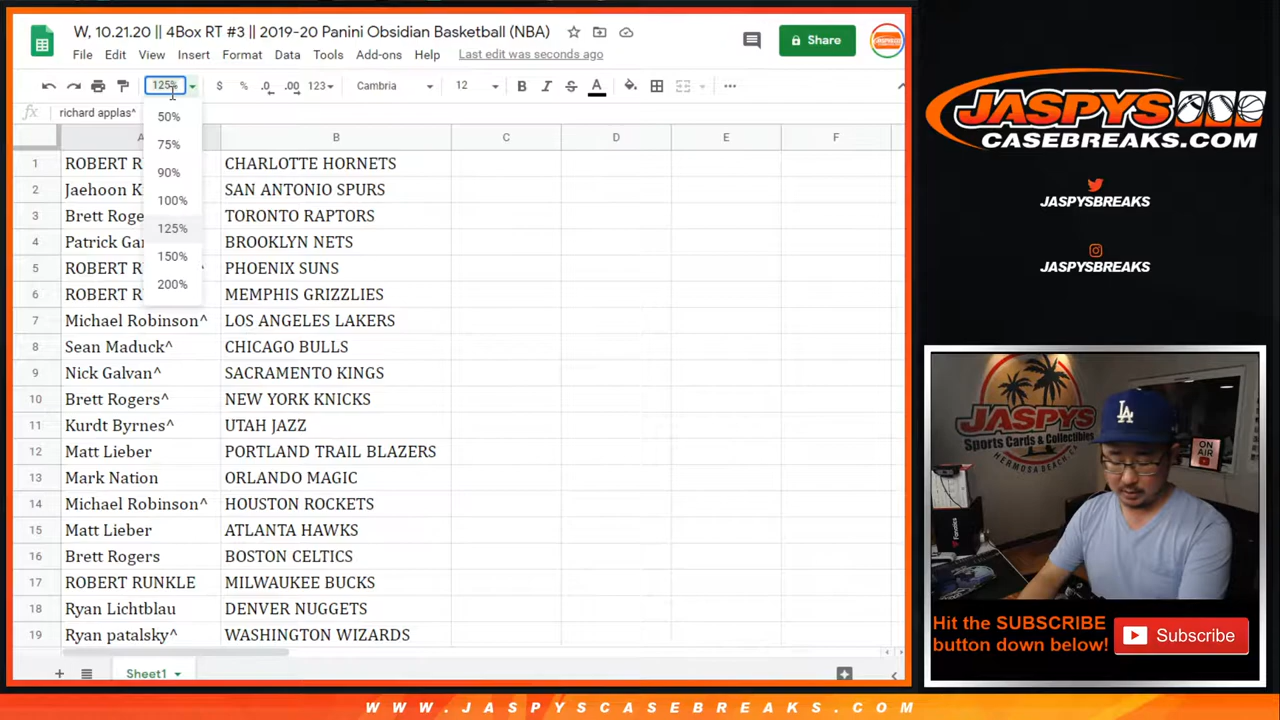 W, 10.21.20 || 4Box RT #3 || 2019-20 Panini Obsidian Basketball (NBA)
File Edit View Insert Format Data Tools Add-ons Help Last edit was seconds ago
Share
125% $ % .0 .00 123 Cambria 12 B I S A
fx richard applas^
50%
75%
90%
100%
125%
150%
200%
A B C D E F
1 ROBERT R CHARLOTTE HORNETS
2 Jaehoon K SAN ANTONIO SPURS
3 Brett Roge TORONTO RAPTORS
4 Patrick Gar BROOKLYN NETS
5 ROBERT R ^ PHOENIX SUNS
6 ROBERT R MEMPHIS GRIZZLIES
7 Michael Robinson^ LOS ANGELES LAKERS
8 Sean Maduck^ CHICAGO BULLS
9 Nick Galvan^ SACRAMENTO KINGS
10 Brett Rogers^ NEW YORK KNICKS
11 Kurdt Byrnes^ UTAH JAZZ
12 Matt Lieber PORTLAND TRAIL BLAZERS
13 Mark Nation ORLANDO MAGIC
14 Michael Robinson^ HOUSTON ROCKETS
15 Matt Lieber ATLANTA HAWKS
16 Brett Rogers BOSTON CELTICS
17 ROBERT RUNKLE MILWAUKEE BUCKS
18 Ryan Lichtblau DENVER NUGGETS
19 Ryan patalsky^ WASHINGTON WIZARDS
Sheet1
JASPYS
CASEBREAKS.COM
JASPYSBREAKS
JASPYSBREAKS
JASPYS
Sports Cards & Collectibles
HERMOSA BEACH, CA
ON AIR
LA
Fanatics
Hit the SUBSCRIBE
button down below!
Subscribe
WWW.JASPYSCASEBREAKS.COM